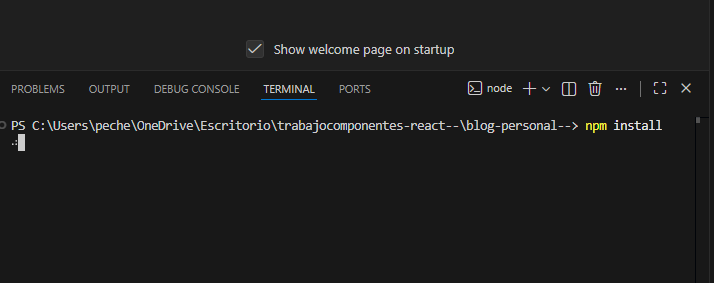 Show welcome page on startup
PROBLEMS OUTPUT DEBUG CONSOLE TERMINAL PORTS node
PS C:\Users\peche\OneDrive\Escritorio\trabajocomponentes-react--\blog-personal--> npm install